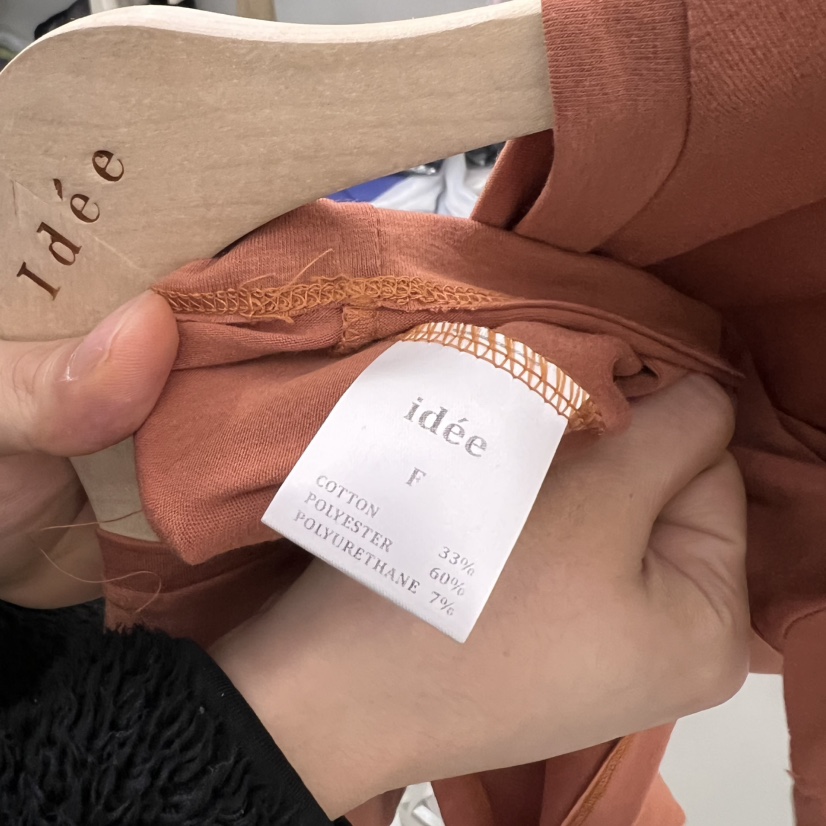 Idée
idée
F
COTTON 33%
POLYESTER 60%
POLYURETHANE 7%